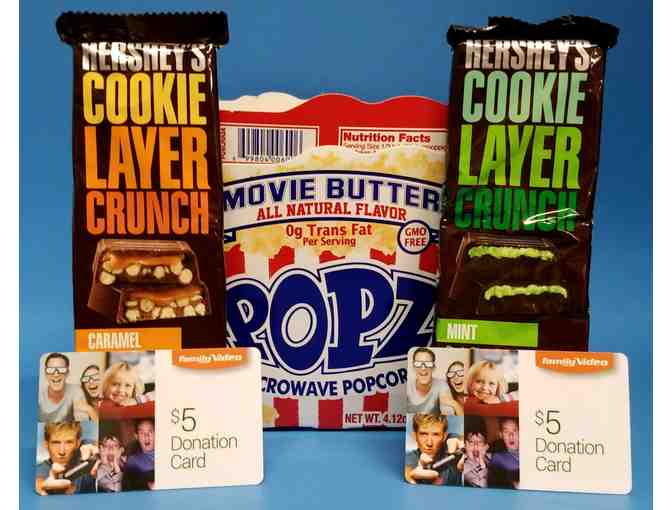 HERSHEY'S
COOKIE
LAYER
CRUNCH
CARAMEL
Nutrition Facts
MOVIE BUTTER
ALL NATURAL FLAVOR
0g Trans Fat
Per Serving
GMO
FREE
POPZ
CROWAVE POPCOR
NET WT. 4.12
HERSHEY'S
COOKIE
LAYER
CRUNCH
MINT
family Video
$5
Donation
Card
family Video
$5
Donation
Card